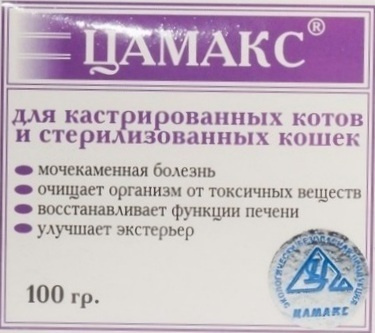 ЦАМАКС®
для кастрированных котов
и стерилизованных кошек
мочекаменная болезнь
очищает организм от токсичных веществ
восстанавливает функции печени
улучшает экстерьер
100 гр.
ЦАМАКС